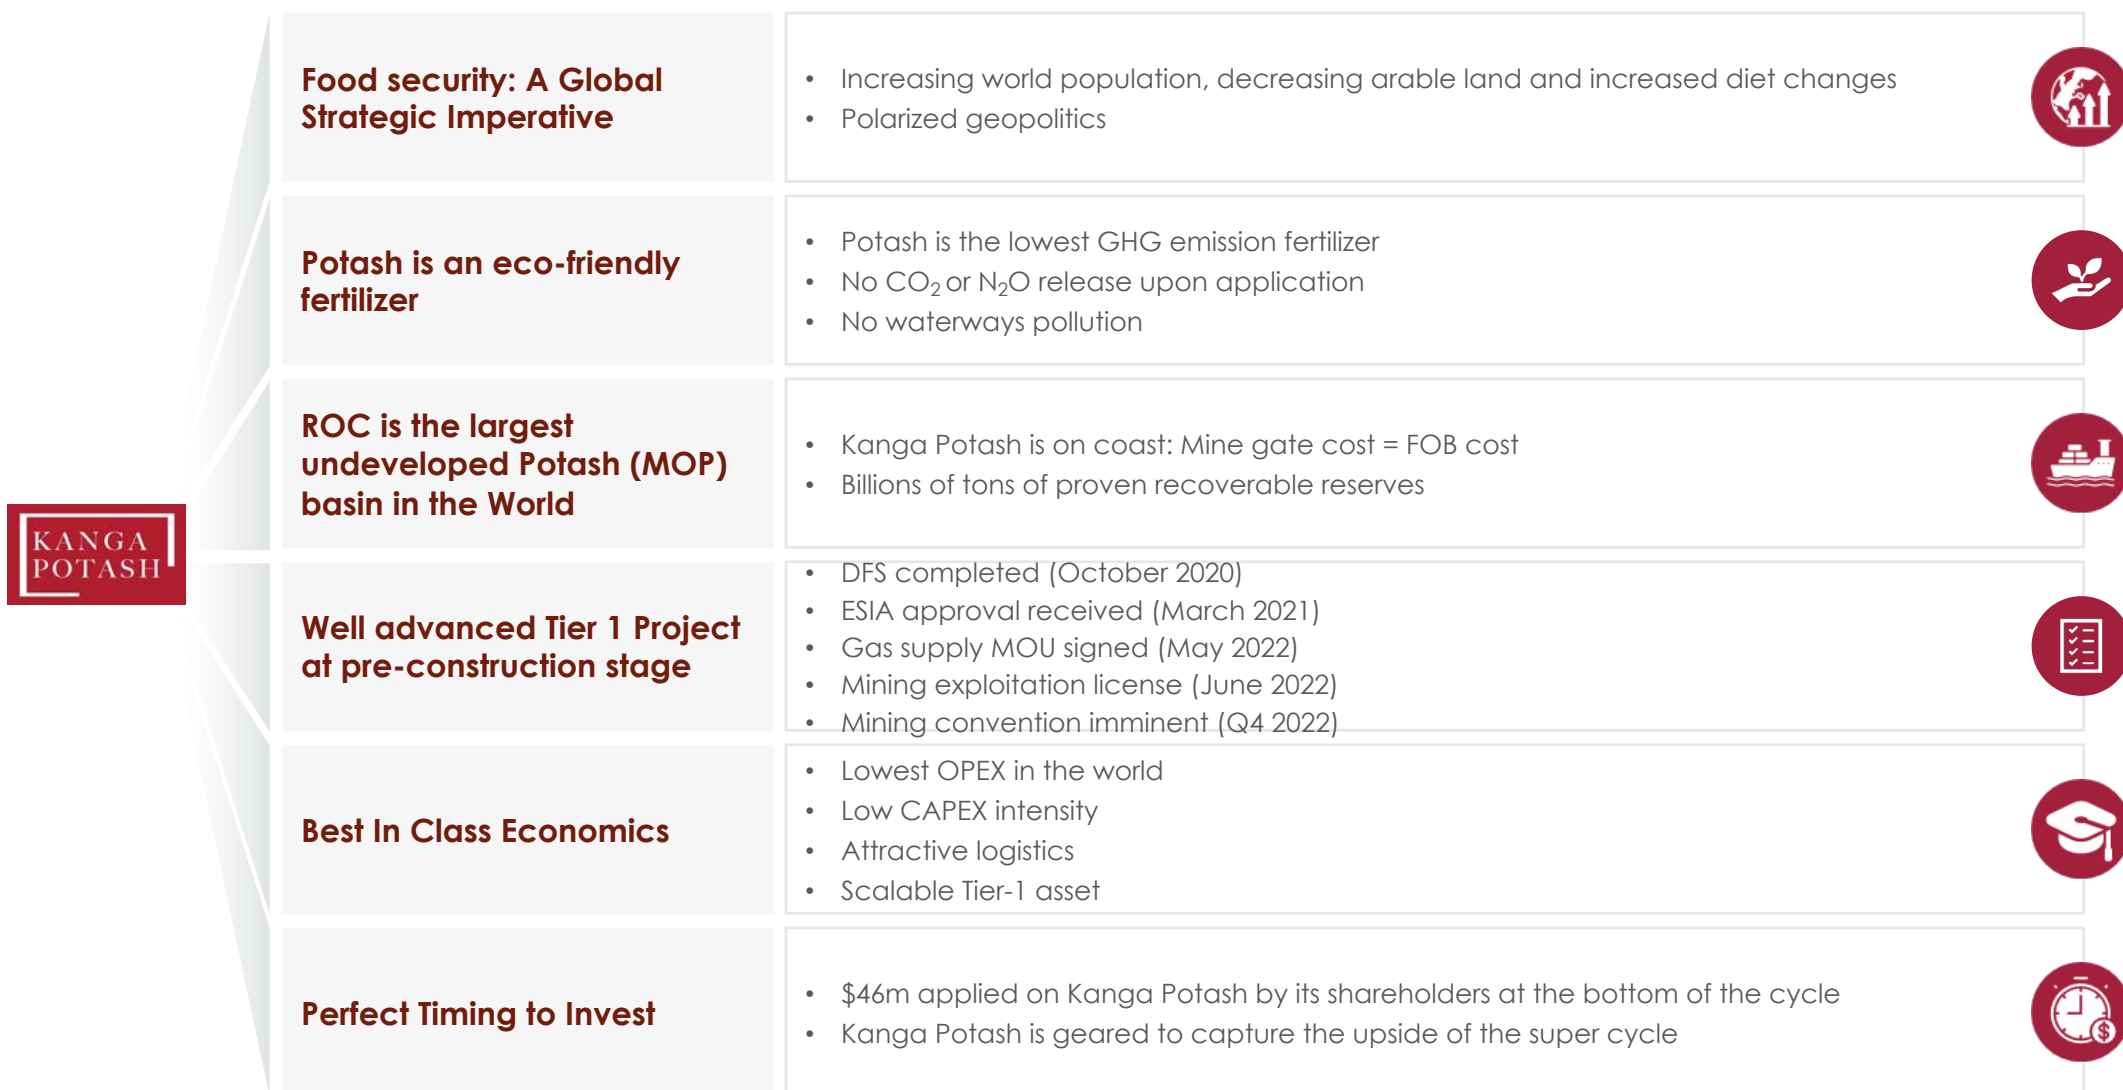 KANGA
POTASH
Food security: A Global
Strategic Imperative
• Increasing world population, decreasing arable land and increased diet changes
• Polarized geopolitics
Potash is an eco-friendly
fertilizer
• Potash is the lowest GHG emission fertilizer
• No CO₂ or N₂O release upon application
• No waterways pollution
ROC is the largest
undeveloped Potash (MOP)
basin in the World
• Kanga Potash is on coast: Mine gate cost = FOB cost
• Billions of tons of proven recoverable reserves
Well advanced Tier 1 Project
at pre-construction stage
• DFS completed (October 2020)
• ESIA approval received (March 2021)
• Gas supply MOU signed (May 2022)
• Mining exploitation license (June 2022)
• Mining convention imminent (Q4 2022)
Best In Class Economics
• Lowest OPEX in the world
• Low CAPEX intensity
• Attractive logistics
• Scalable Tier-1 asset
Perfect Timing to Invest
• $46m applied on Kanga Potash by its shareholders at the bottom of the cycle
• Kanga Potash is geared to capture the upside of the super cycle
$